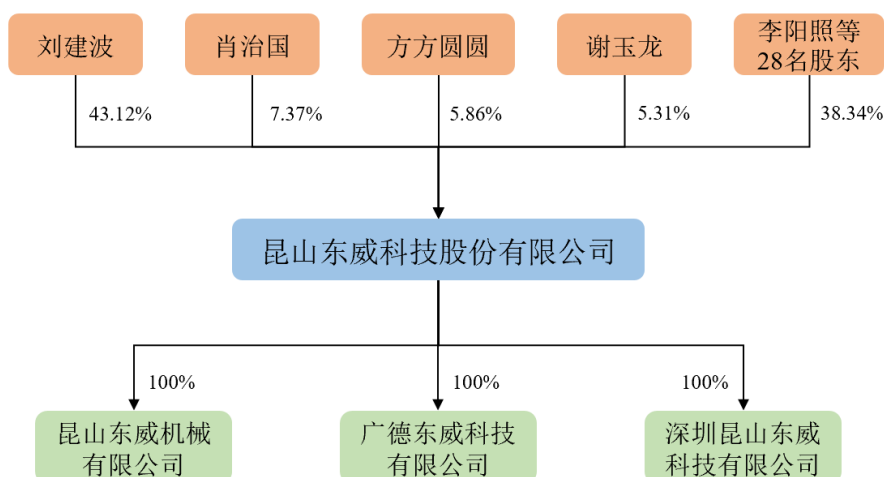 刘建波
肖治国
方方圆圆
谢玉龙
李阳照等
28名股东
43.12%
7.37%
5.86%
5.31%
38.34%
昆山东威科技股份有限公司
100%
100%
100%
昆山东威机械
有限公司
广德东威科技
有限公司
深圳昆山东威
科技有限公司